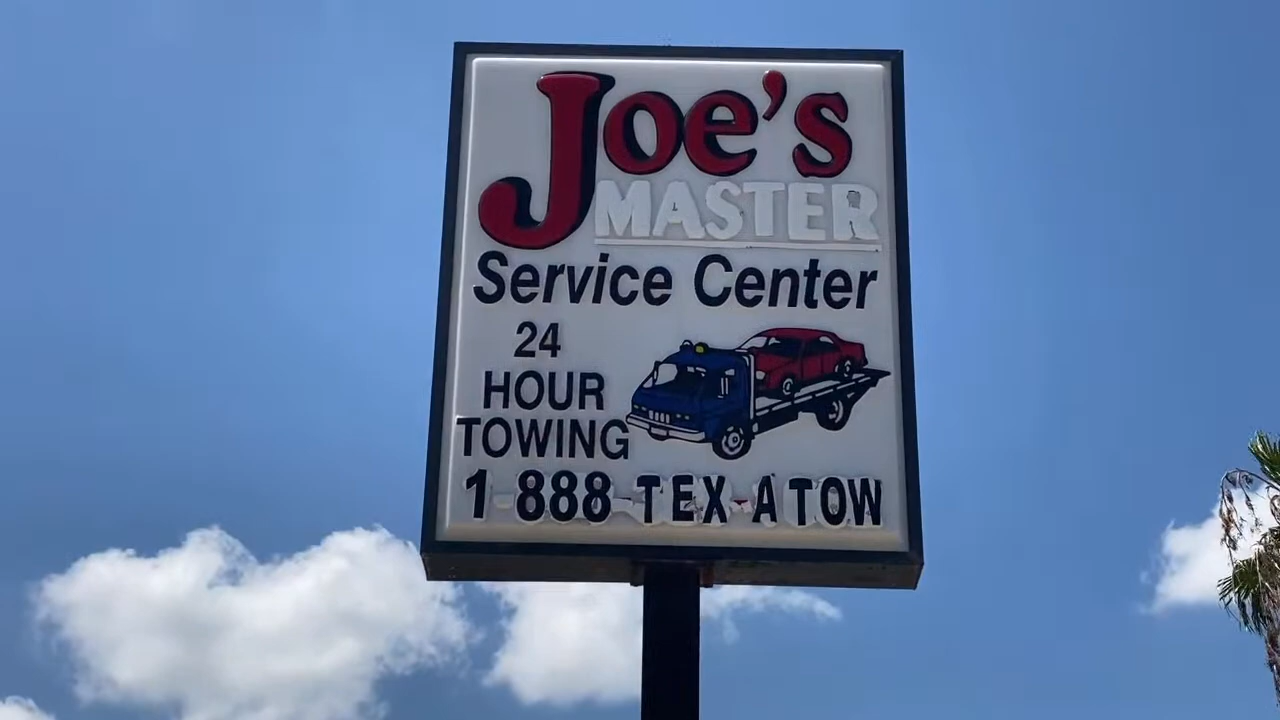 Joe's
MASTER
Service Center
24
HOUR
TOWING
1 888 TEX-ATOW